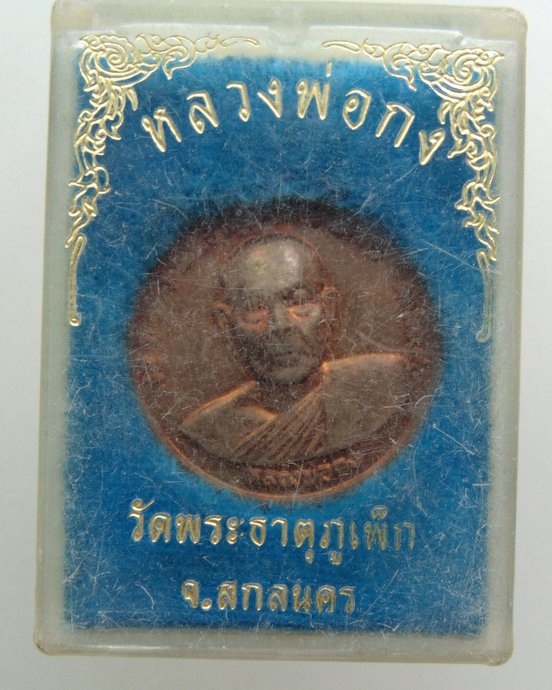 หลวงพ่อกง
วัดพระธาตุภูเพ็ก
จ.สกลนคร